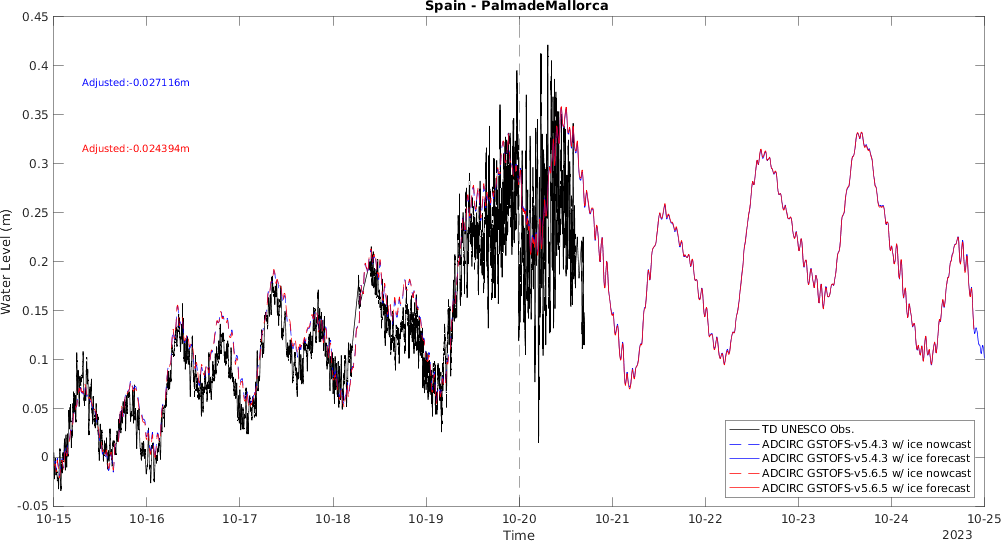 Spain - PalmadeMallorca
0.45
0.4
0.35
0.3
0.25
0.2
0.15
0.1
0.05
0
-0.05
Water Level (m)
Adjusted:-0.027116m
Adjusted:-0.024394m
TD UNESCO Obs.
ADCIRC GSTOFS-v5.4.3 w/ ice nowcast
ADCIRC GSTOFS-v5.4.3 w/ ice forecast
ADCIRC GSTOFS-v5.6.5 w/ ice nowcast
ADCIRC GSTOFS-v5.6.5 w/ ice forecast
10-15 10-16 10-17 10-18 10-19 10-20 10-21 10-22 10-23 10-24 10-25
Time
2023